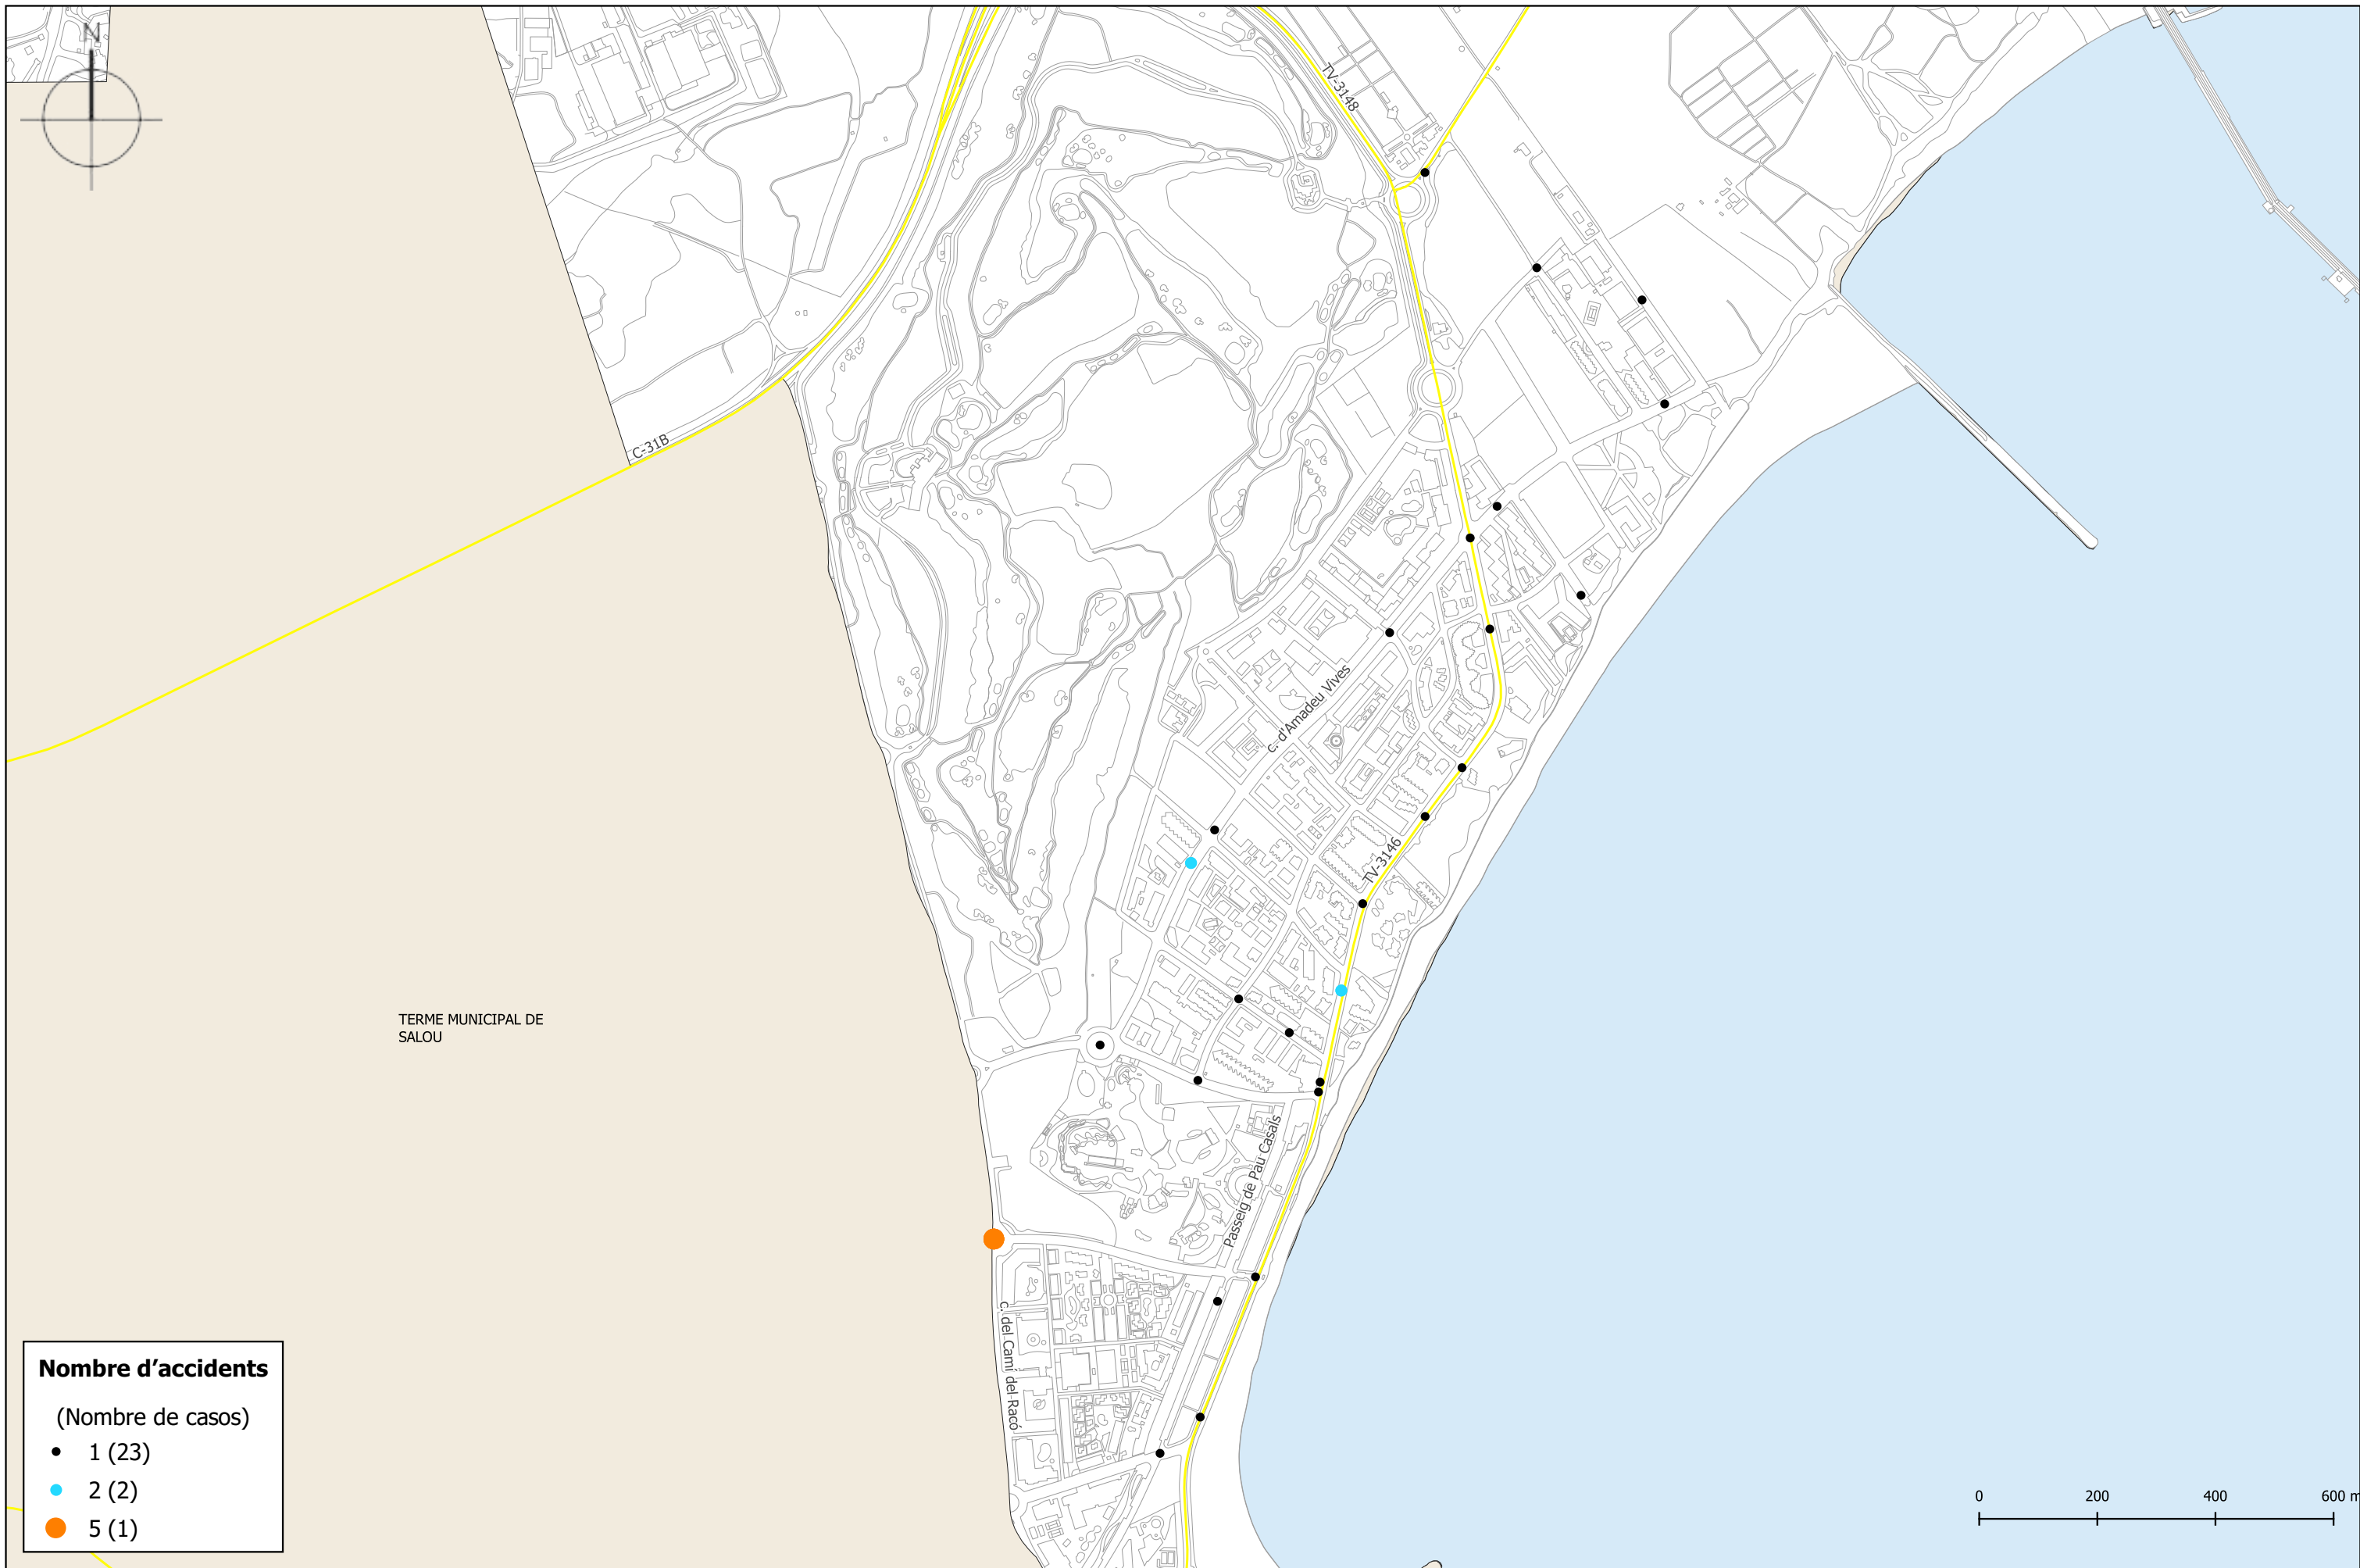 N
TV-3148
C-31B
c. d'Amadeu Vives
TV-3146
TERME MUNICIPAL DE
SALOU
Passeig de Pau Casals
c. del Camí del Racó
Nombre d'accidents
(Nombre de casos)
1 (23)
2 (2)
5 (1)
0 200 400 600 m